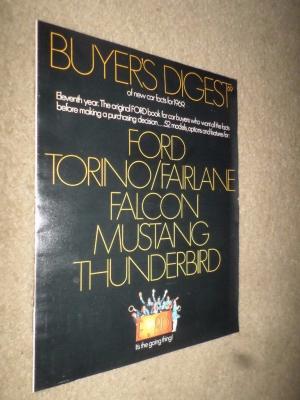 BUYER'S DIGEST 69
of new car facts for 1969
Eleventh year. The original FORD book for car buyers who want all the facts
before making a purchasing decision.....52 models, options and features for:
FORD
TORINO/FAIRLANE
FALCON
MUSTANG
THUNDERBIRD
FORD
It's the going thing!